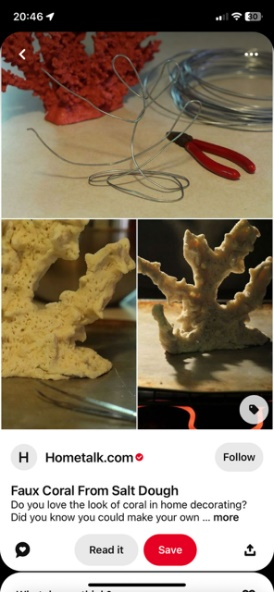 20:46
30
H Hometalk.com Follow
Faux Coral From Salt Dough
Do you love the look of coral in home decorating?
Did you know you could make your own ... more
Read it Save